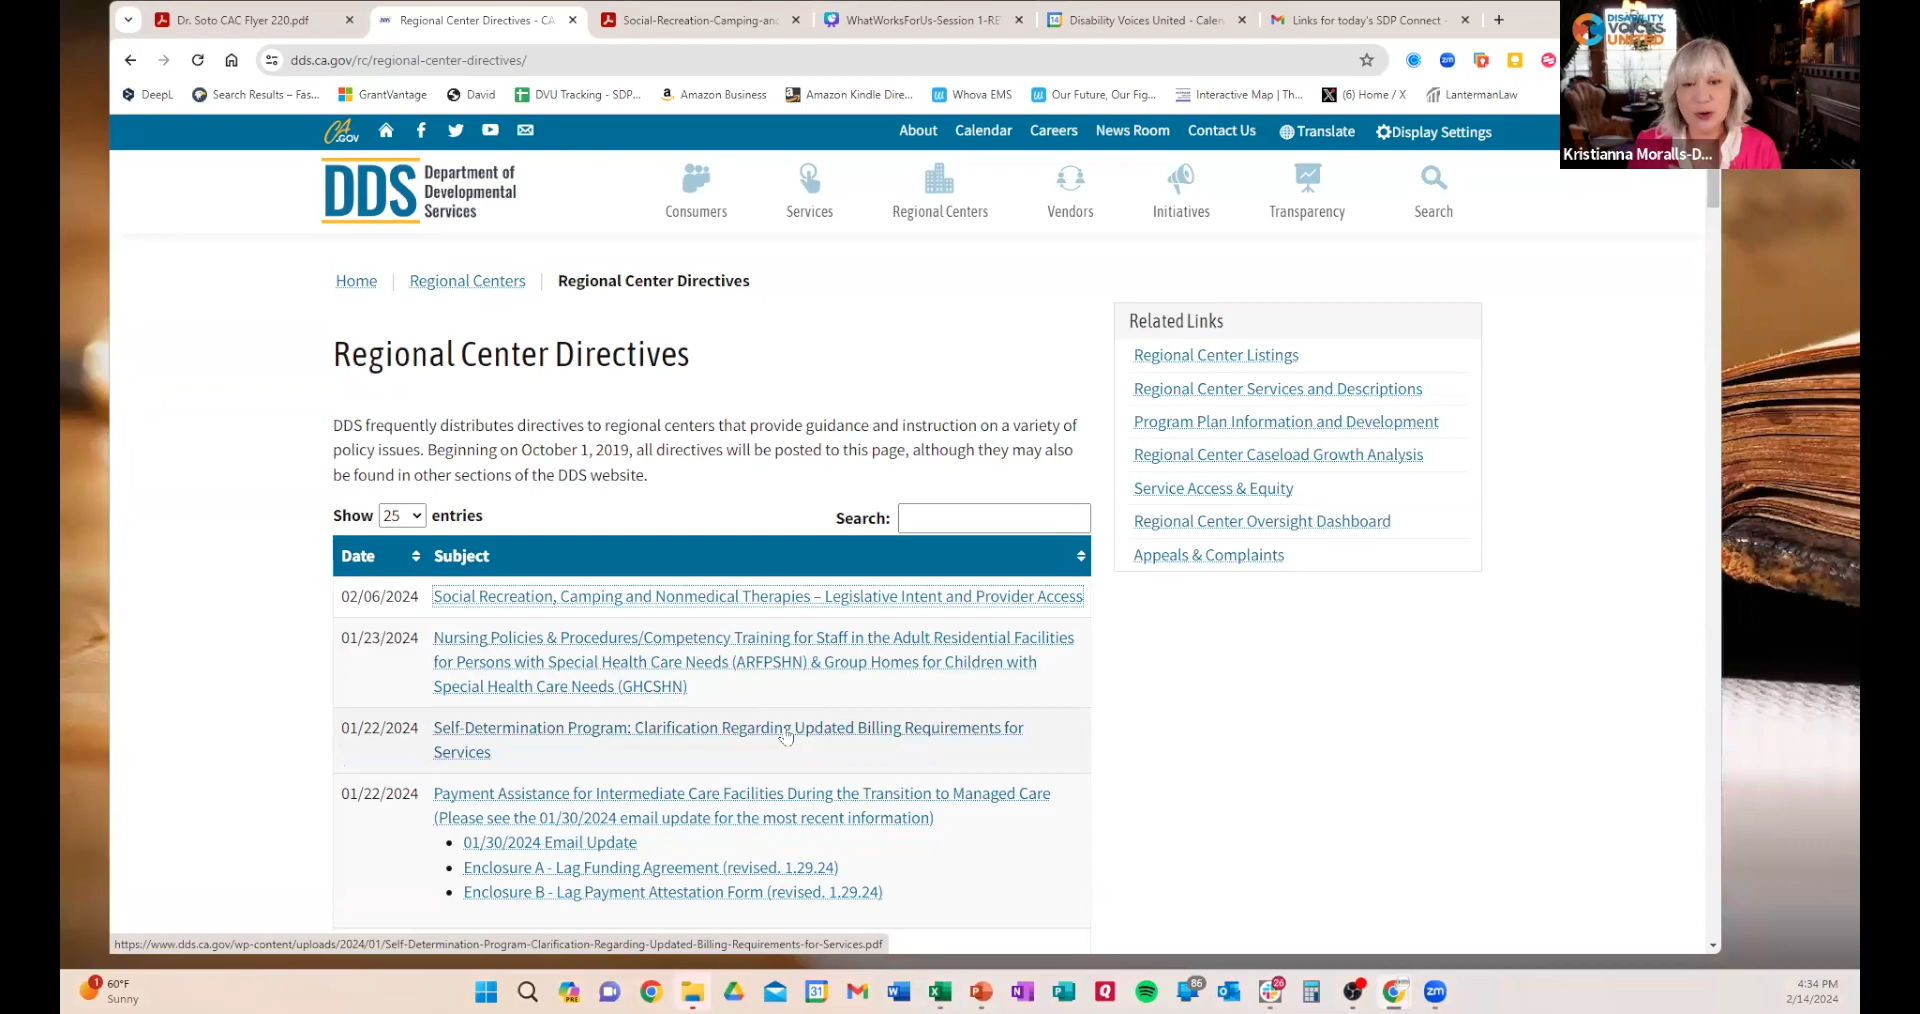 Dr. Soto CAC Flyer 220.pdf
Regional Center Directives - CA
Social-Recreation-Camping-and
WhatWorksForUs-Session 1-RE
Disability Voices United - Calen
Links for today's SDP Connect -
dds.ca.gov/rc/regional-center-directives/
DeepL
Search Results – Fas...
GrantVantage
David
DVU Tracking - SDP...
Amazon Business
Amazon Kindle Dire...
Whova EMS
Our Future, Our Fig...
Interactive Map | Th...
(6) Home / X
LantermanLaw
DISABILITY
VOICES
UNITED
Kristianna Moralls-D...
CA
.GOV
About
Calendar
Careers
News Room
Contact Us
Translate
Display Settings
DDS
Department of
Developmental
Services
Consumers
Services
Regional Centers
Vendors
Initiatives
Transparency
Search
Home
Regional Centers
Regional Center Directives
Regional Center Directives
DDS frequently distributes directives to regional centers that provide guidance and instruction on a variety of
policy issues. Beginning on October 1, 2019, all directives will be posted to this page, although they may also
be found in other sections of the DDS website.
Show 25 entries
Search:
Date Subject
02/06/2024 Social Recreation, Camping and Nonmedical Therapies – Legislative Intent and Provider Access
01/23/2024 Nursing Policies & Procedures/Competency Training for Staff in the Adult Residential Facilities
for Persons with Special Health Care Needs (ARFPSHN) & Group Homes for Children with
Special Health Care Needs (GHCSHN)
01/22/2024 Self-Determination Program: Clarification Regarding Updated Billing Requirements for
Services
01/22/2024 Payment Assistance for Intermediate Care Facilities During the Transition to Managed Care
(Please see the 01/30/2024 email update for the most recent information)
• 01/30/2024 Email Update
• Enclosure A - Lag Funding Agreement (revised, 1.29.24)
• Enclosure B - Lag Payment Attestation Form (revised, 1.29.24)
Related Links
Regional Center Listings
Regional Center Services and Descriptions
Program Plan Information and Development
Regional Center Caseload Growth Analysis
Service Access & Equity
Regional Center Oversight Dashboard
Appeals & Complaints
https://www.dds.ca.gov/wp-content/uploads/2024/01/Self-Determination-Program-Clarification-Regarding-Updated-Billing-Requirements-for-Services.pdf
1
60°F
Sunny
PRE
31
86
26
zm
4:34 PM
2/14/2024